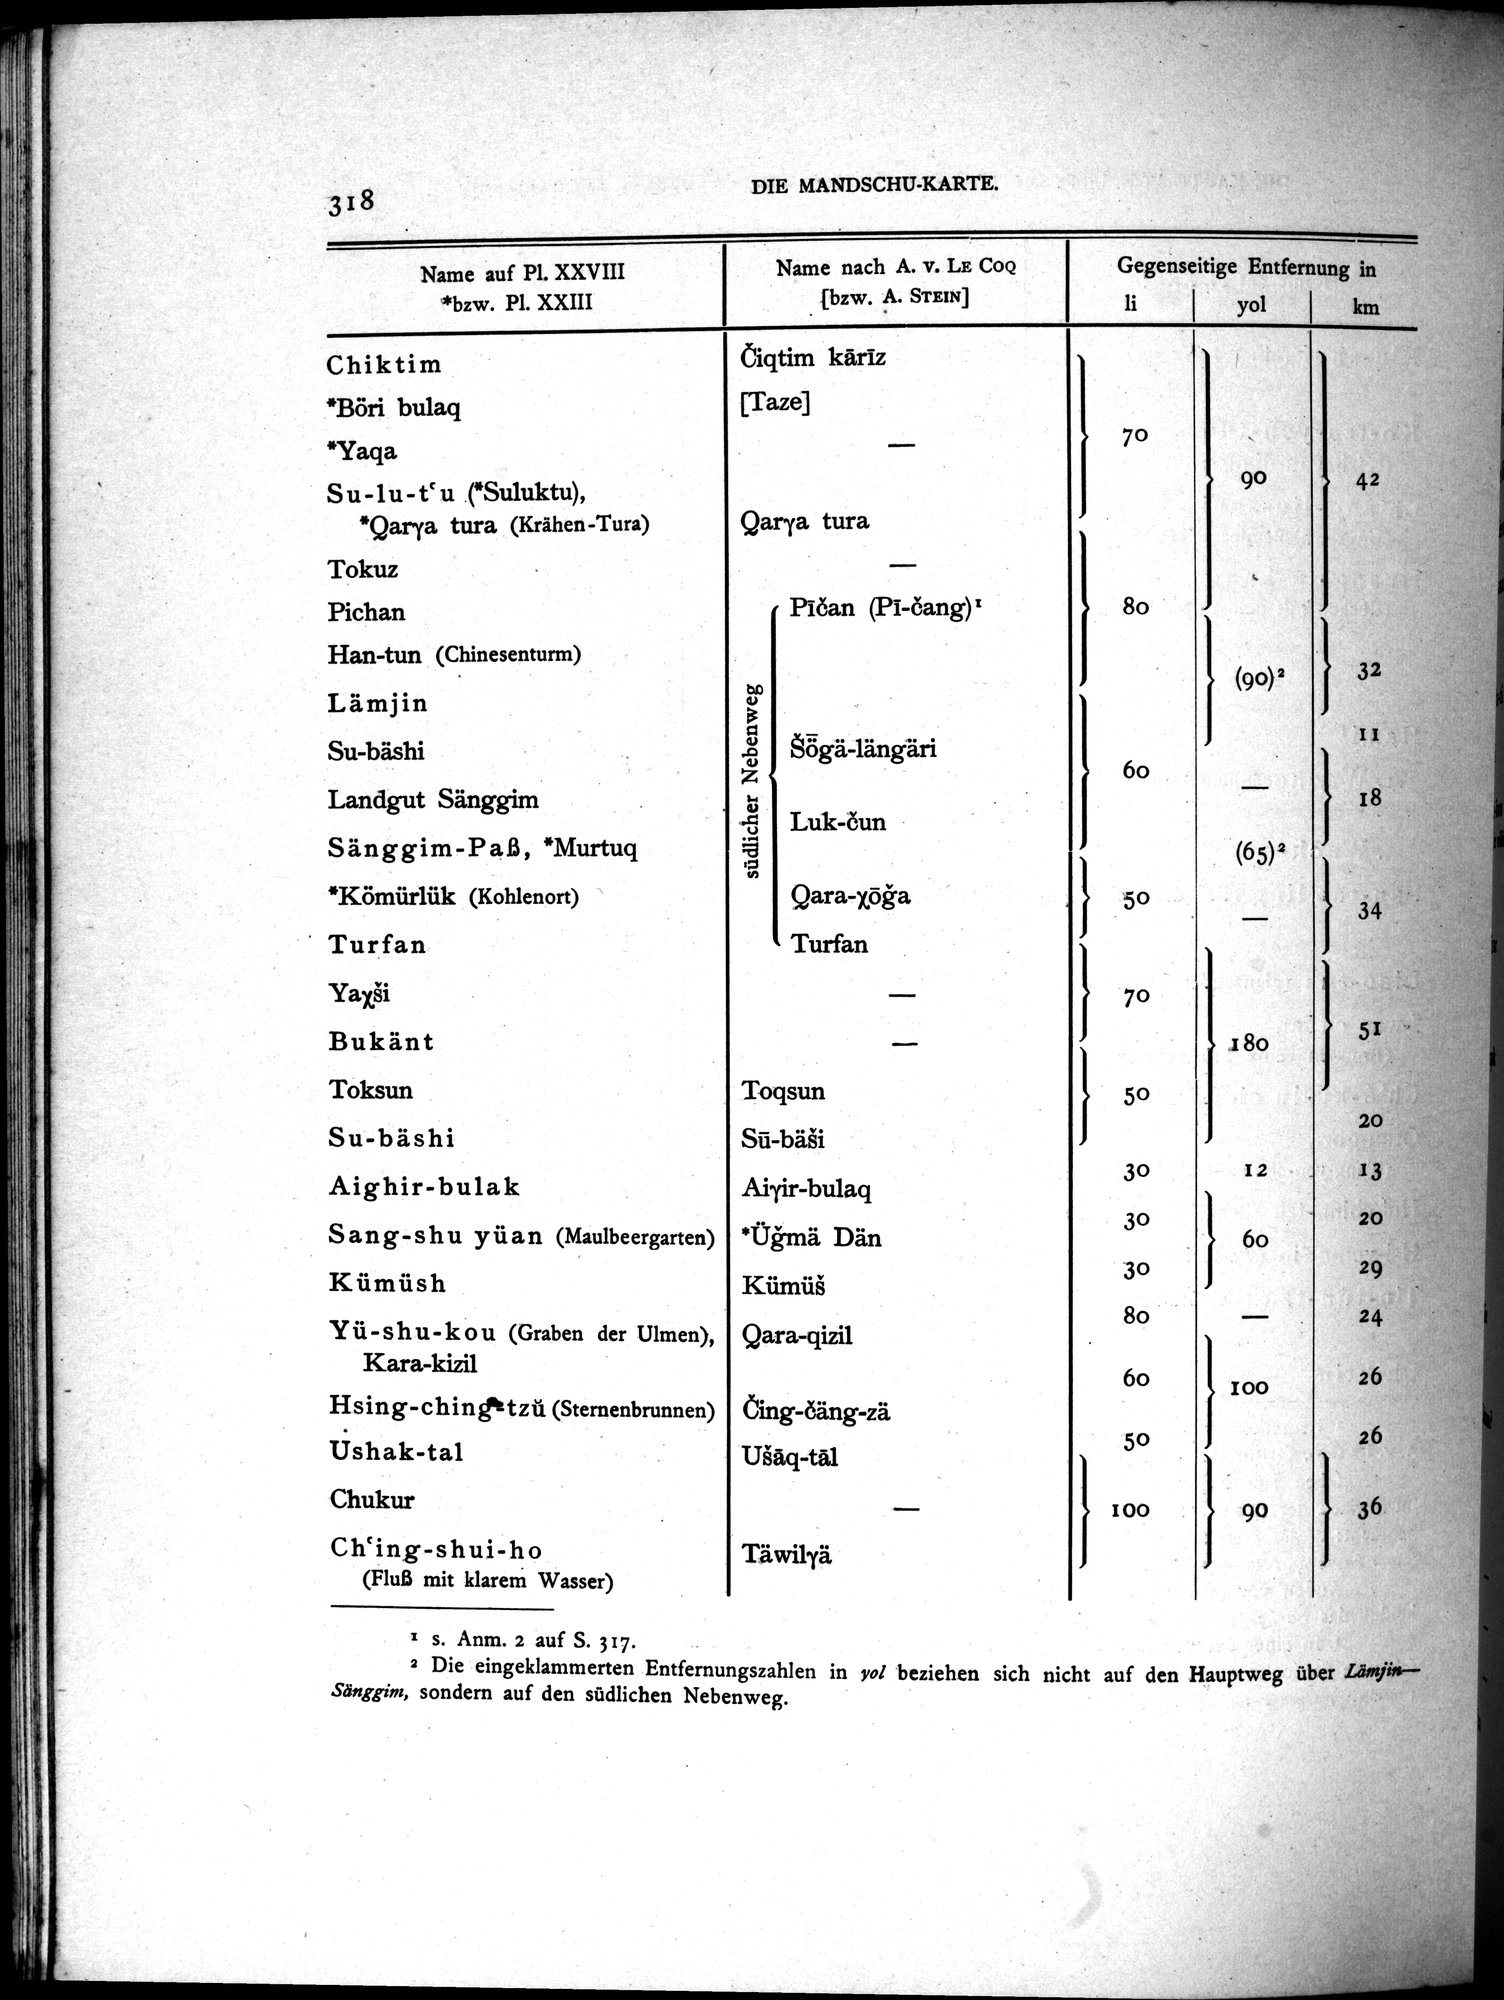 318
DIE MANDSCHU-KARTE.
Name auf Pl. XXVIII
*bzw. Pl. XXIII
Name nach A. v. LE COQ
[bzw. A. STEIN]
Gegenseitige Entfernung in
li yol km
Chiktim Čiqtim kārīz
*Böri bulaq [Taze]
*Yaqa —
70
90 42
Su-lu-tʿu (*Suluktu),
*Qarγa tura (Krähen-Tura) Qarγa tura
Tokuz —
Pichan Pīčan (Pī-čang)¹ 80
Han-tun (Chinesenturm)
(90)² 32
Lämjin
südlicher Nebenweg
11
Su-bäshi Šȫgä-längäri
60 —
Landgut Sänggim 18
Luk-čun
Sänggim-Paß, *Murtuq (65)²
*Kömürlük (Kohlenort) Qara-χōǧa 50
— 34
Turfan Turfan
Yaχši — 70
51
Bukänt — 180
Toksun Toqsun 50
20
Su-bäshi Sū-bäši
30 12 13
Aighir-bulak Aiγir-bulaq
30 20
Sang-shu yüan (Maulbeergarten) *Üǧmä Dän 60
30 29
Kümüsh Kümüš
80 — 24
Yü-shu-kou (Graben der Ulmen), Qara-qizil
Kara-kizil
60 100 26
Hsing-ching-tzŭ (Sternenbrunnen) Čing-čäng-zä
50 26
Ushak-tal Ušāq-tāl
Chukur — 100 90 36
Chʿing-shui-ho Täwilγä
(Fluß mit klarem Wasser)
¹ s. Anm. 2 auf S. 317.
² Die eingeklammerten Entfernungszahlen in yol beziehen sich nicht auf den Hauptweg über Lämjin—
Sänggim, sondern auf den südlichen Nebenweg.